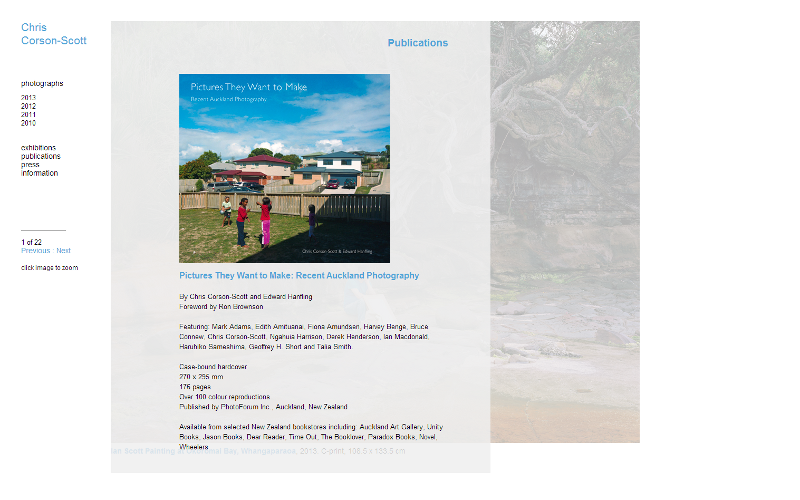 Chris
Corson-Scott
photographs
2013
2012
2011
2010
exhibitions
publications
press
information
1 of 22
Previous : Next
click image to zoom
Publications
Pictures They Want to Make
Recent Auckland Photography
Chris Corson-Scott & Edward Hanfling
Pictures They Want to Make: Recent Auckland Photography
By Chris Corson-Scott and Edward Hanfling
Foreword by Ron Brownson
Featuring: Mark Adams, Edith Amituanai, Fiona Amundsen, Harvey Benge, Bruce
Connew, Chris Corson-Scott, Ngahuia Harrison, Derek Henderson, Ian Macdonald,
Haruhiko Sameshima, Geoffrey H. Short and Talia Smith
Case-bound hardcover
270 x 295 mm
176 pages
Over 100 colour reproductions
Published by PhotoForum Inc., Auckland, New Zealand
Available from selected New Zealand bookstores including: Auckland Art Gallery, Unity
Books, Jason Books, Dear Reader, Time Out, The Booklover, Paradox Books, Novel,
Wheelers
Ian Scott Painting at Bay, Whangaparaoa, 2013, C-print,